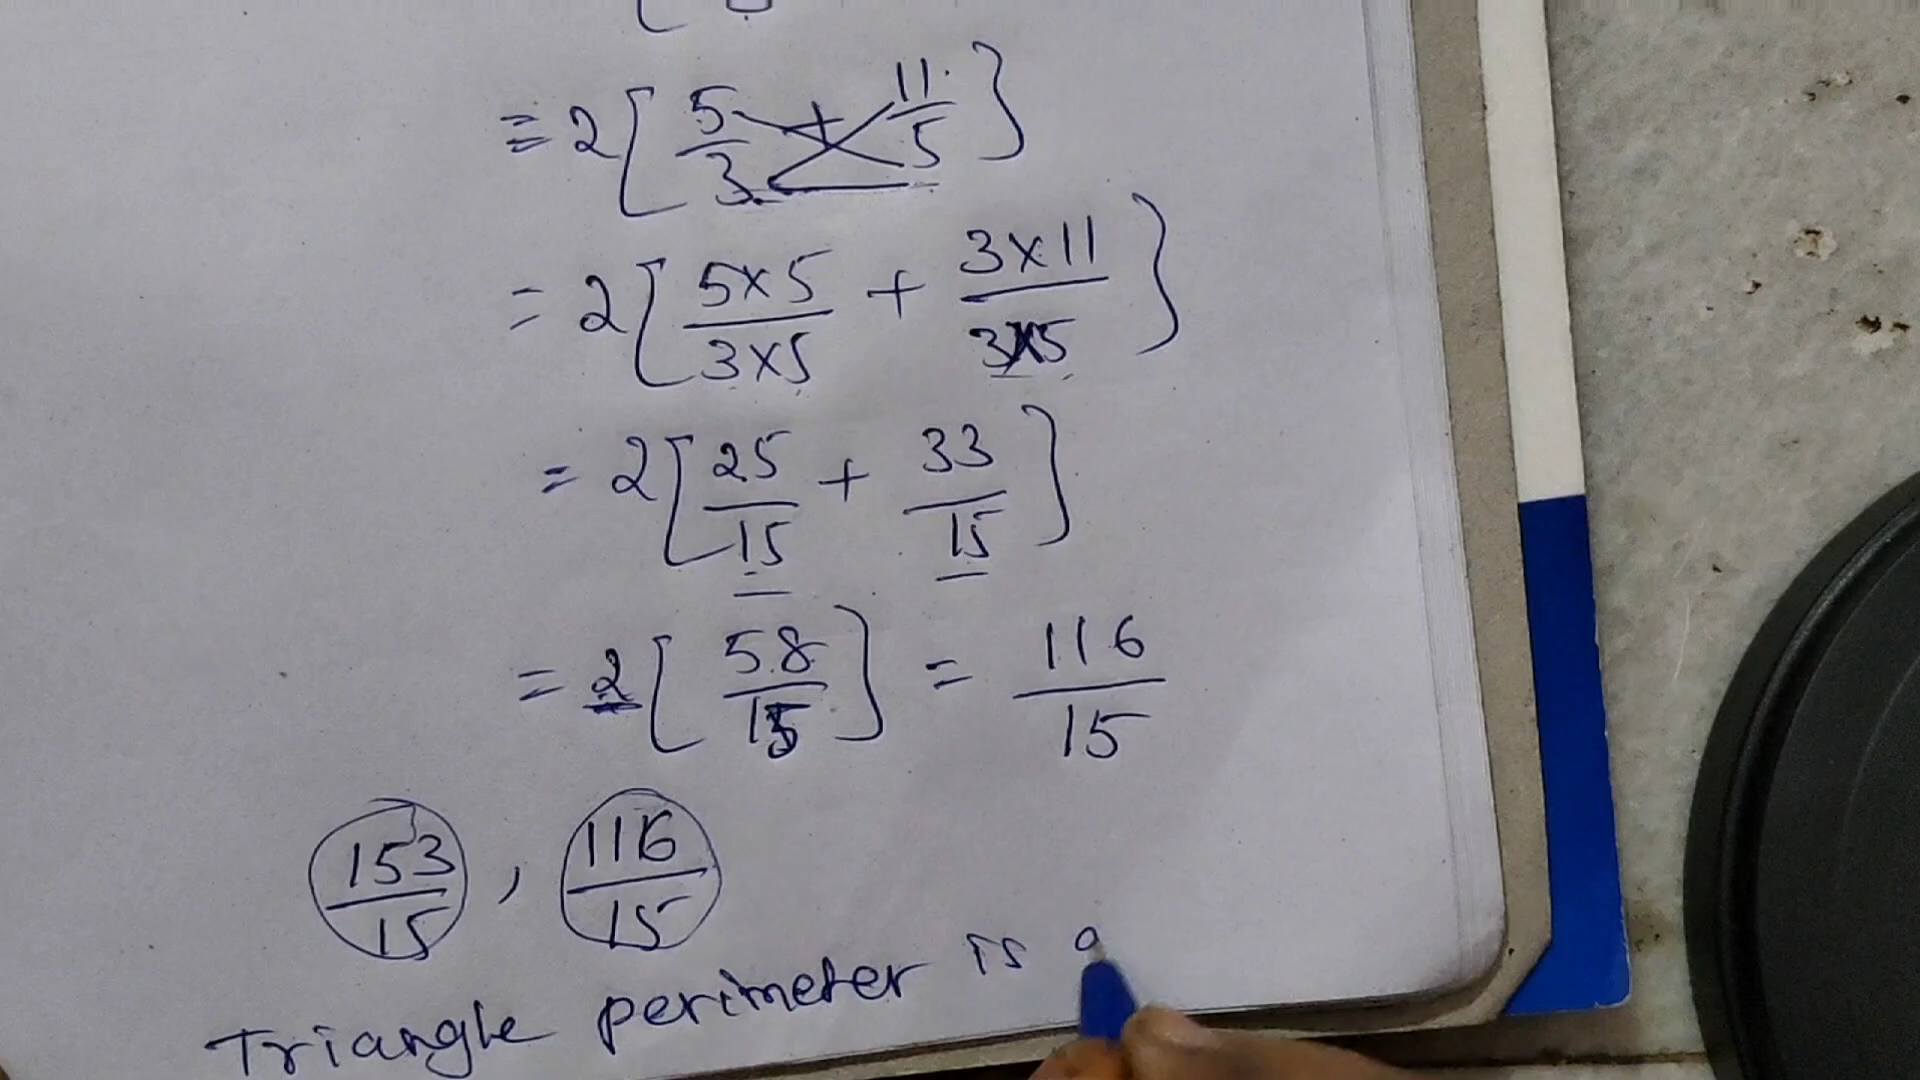 = 2 [ 5/3 + 11/5 ]
= 2 [ 5×5/3×5 + 3×11/3×5 ]
= 2 [ 25/15 + 33/15 ]
= 2 [ 58/15 ] = 116/15
153/15 , 116/15
Triangle perimeter is